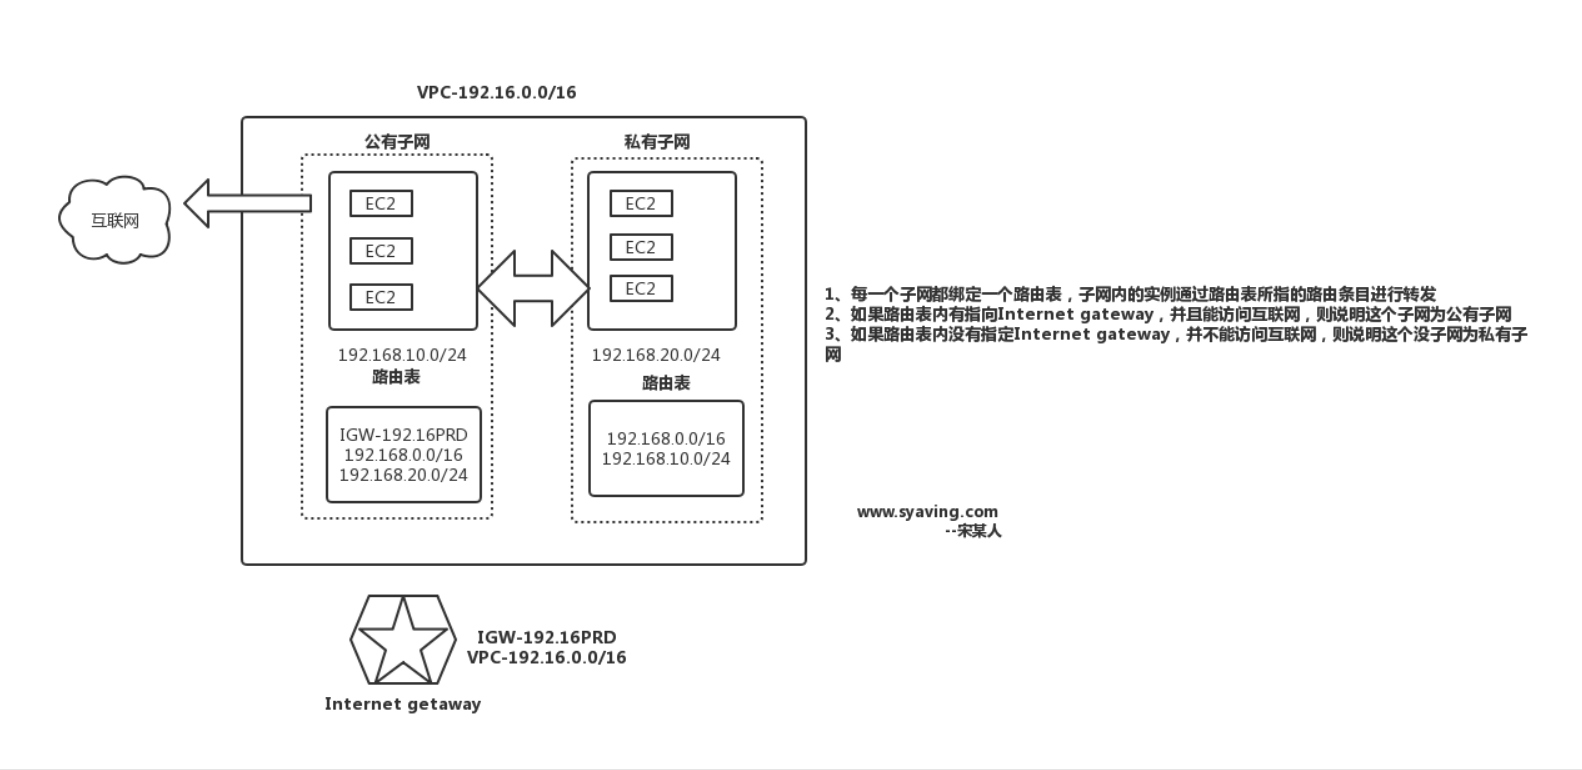 VPC-192.16.0.0/16
公有子网
私有子网
互联网
EC2
EC2
EC2
EC2
EC2
EC2
192.168.10.0/24
路由表
192.168.20.0/24
路由表
IGW-192.16PRD
192.168.0.0/16
192.168.20.0/24
192.168.0.0/16
192.168.10.0/24
1、每一个子网都绑定一个路由表，子网内的实例通过路由表所指的路由条目进行转发
2、如果路由表内有指向Internet gateway，并且能访问互联网，则说明这个子网为公有子网
3、如果路由表内没有指定Internet gateway，并不能访问互联网，则说明这个没子网为私有子
网
www.syaving.com
--宋某人
IGW-192.16PRD
VPC-192.16.0.0/16
Internet getaway